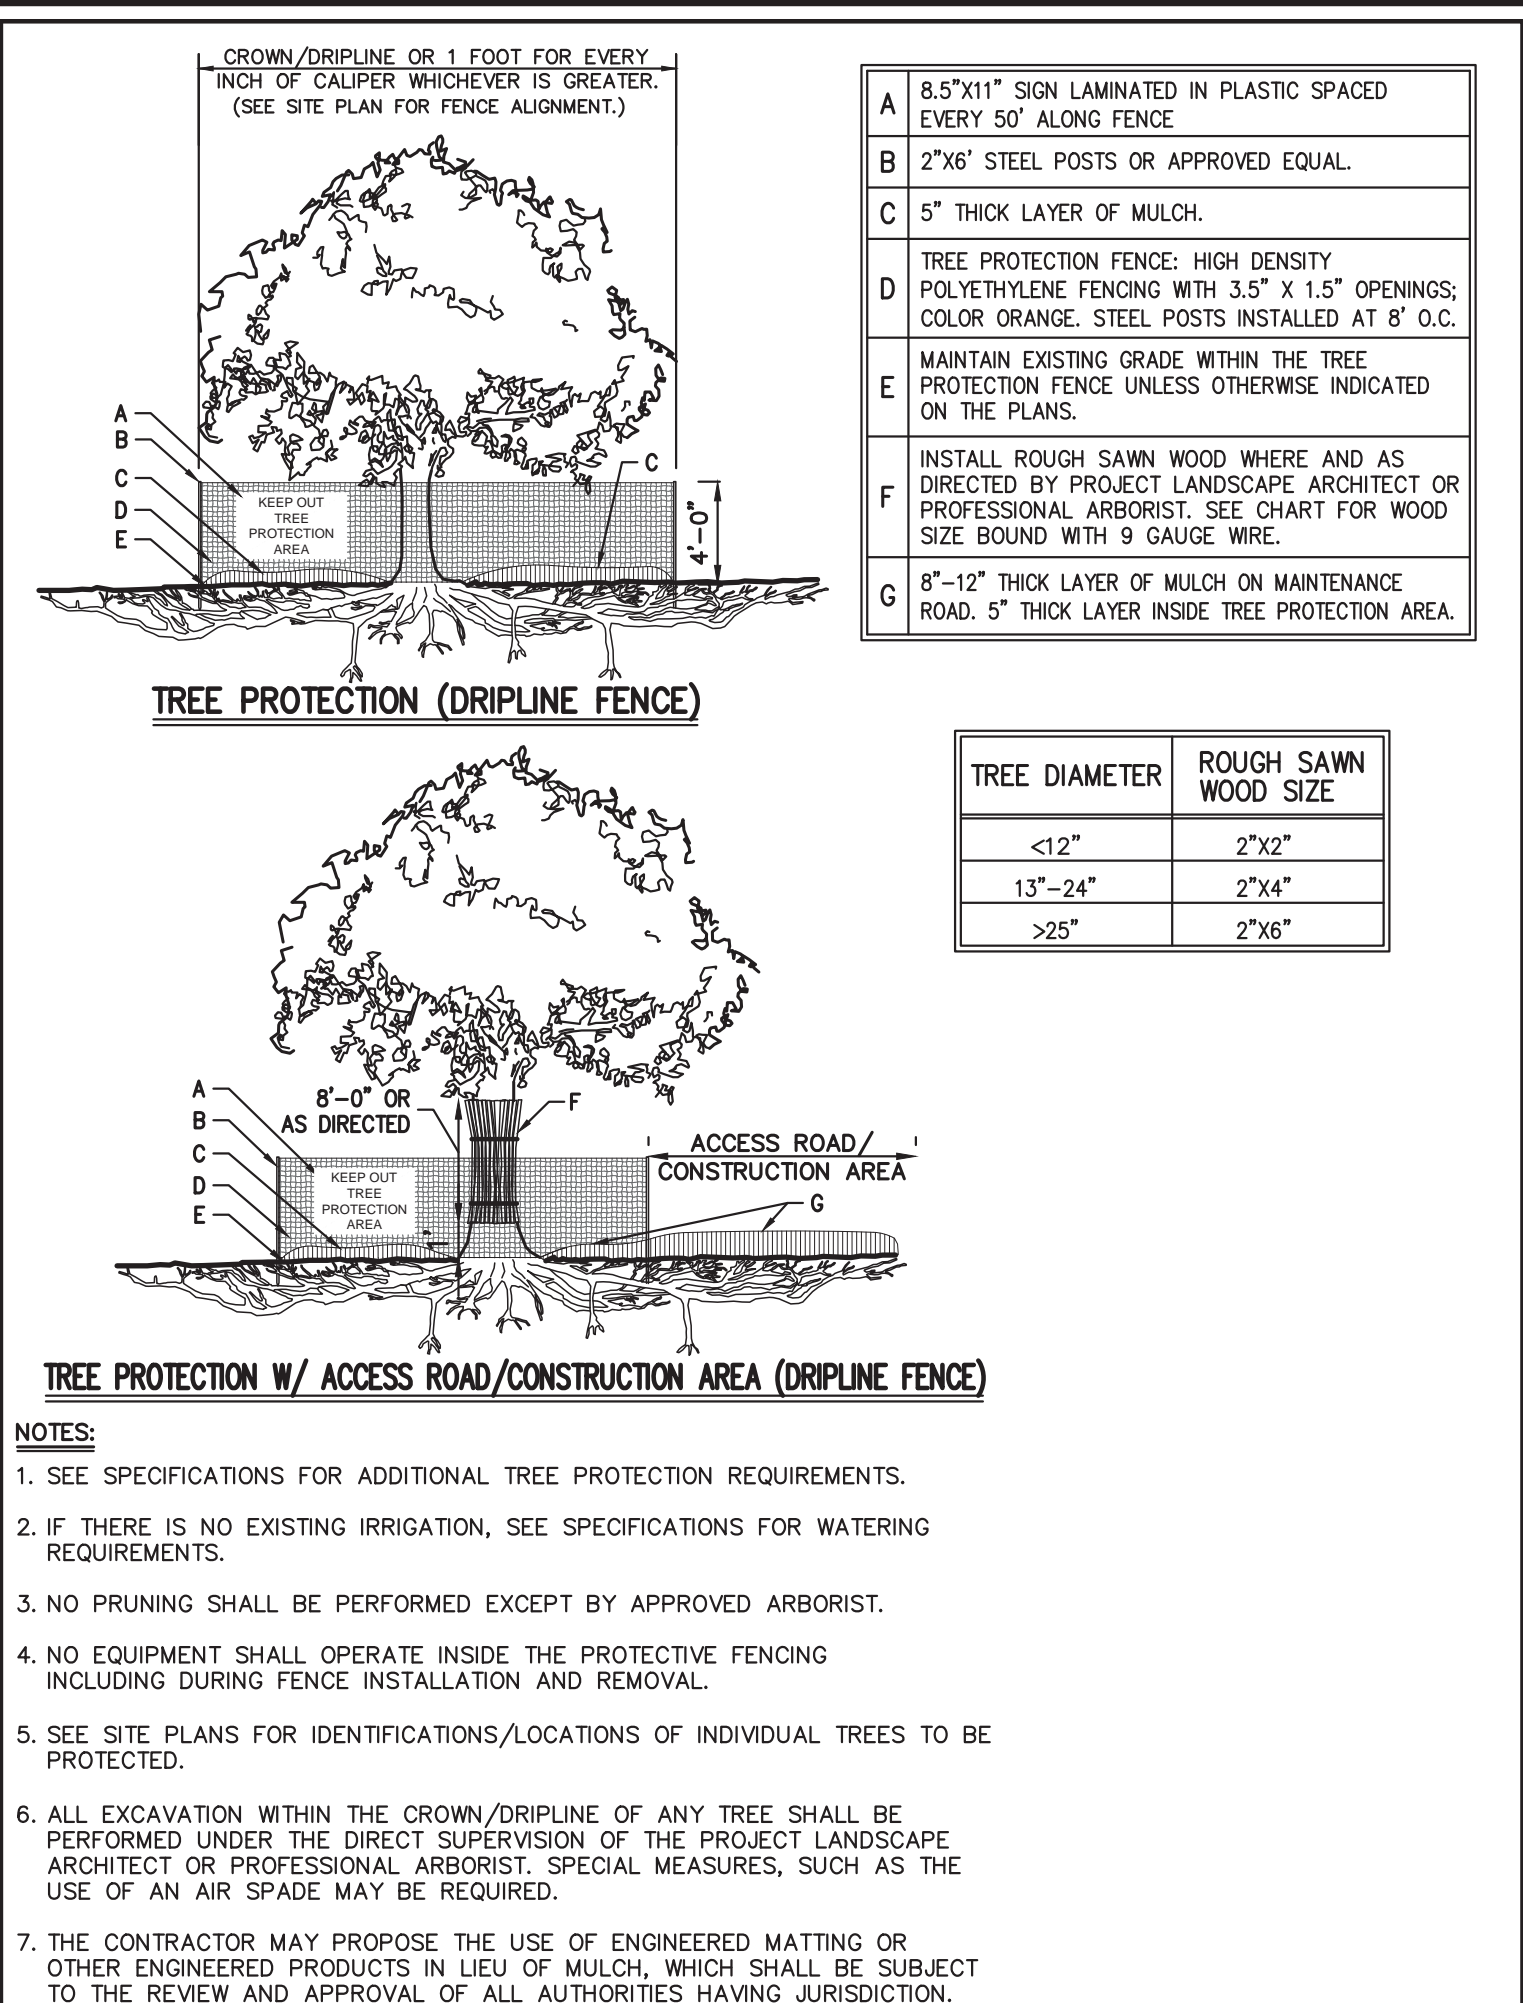 CROWN/DRIPLINE OR 1 FOOT FOR EVERY
INCH OF CALIPER WHICHEVER IS GREATER.
(SEE SITE PLAN FOR FENCE ALIGNMENT.)
A
B
C
D
E
KEEP OUT
TREE
PROTECTION
AREA
C
4'-0"
TREE PROTECTION (DRIPLINE FENCE)
A
8.5"X11" SIGN LAMINATED IN PLASTIC SPACED
EVERY 50' ALONG FENCE
B
2"X6' STEEL POSTS OR APPROVED EQUAL.
C
5" THICK LAYER OF MULCH.
D
TREE PROTECTION FENCE: HIGH DENSITY
POLYETHYLENE FENCING WITH 3.5" X 1.5" OPENINGS;
COLOR ORANGE. STEEL POSTS INSTALLED AT 8' O.C.
E
MAINTAIN EXISTING GRADE WITHIN THE TREE
PROTECTION FENCE UNLESS OTHERWISE INDICATED
ON THE PLANS.
F
INSTALL ROUGH SAWN WOOD WHERE AND AS
DIRECTED BY PROJECT LANDSCAPE ARCHITECT OR
PROFESSIONAL ARBORIST. SEE CHART FOR WOOD
SIZE BOUND WITH 9 GAUGE WIRE.
G
8"-12" THICK LAYER OF MULCH ON MAINTENANCE
ROAD. 5" THICK LAYER INSIDE TREE PROTECTION AREA.
TREE DIAMETER
ROUGH SAWN
WOOD SIZE
<12"
2"X2"
13"-24"
2"X4"
>25"
2"X6"
A
B
C
D
E
8'-0" OR
AS DIRECTED
F
KEEP OUT
TREE
PROTECTION
AREA
1'
ACCESS ROAD/
CONSTRUCTION AREA
G
TREE PROTECTION W/ ACCESS ROAD/CONSTRUCTION AREA (DRIPLINE FENCE)
NOTES:
1. SEE SPECIFICATIONS FOR ADDITIONAL TREE PROTECTION REQUIREMENTS.
2. IF THERE IS NO EXISTING IRRIGATION, SEE SPECIFICATIONS FOR WATERING
REQUIREMENTS.
3. NO PRUNING SHALL BE PERFORMED EXCEPT BY APPROVED ARBORIST.
4. NO EQUIPMENT SHALL OPERATE INSIDE THE PROTECTIVE FENCING
INCLUDING DURING FENCE INSTALLATION AND REMOVAL.
5. SEE SITE PLANS FOR IDENTIFICATIONS/LOCATIONS OF INDIVIDUAL TREES TO BE
PROTECTED.
6. ALL EXCAVATION WITHIN THE CROWN/DRIPLINE OF ANY TREE SHALL BE
PERFORMED UNDER THE DIRECT SUPERVISION OF THE PROJECT LANDSCAPE
ARCHITECT OR PROFESSIONAL ARBORIST. SPECIAL MEASURES, SUCH AS THE
USE OF AN AIR SPADE MAY BE REQUIRED.
7. THE CONTRACTOR MAY PROPOSE THE USE OF ENGINEERED MATTING OR
OTHER ENGINEERED PRODUCTS IN LIEU OF MULCH, WHICH SHALL BE SUBJECT
TO THE REVIEW AND APPROVAL OF ALL AUTHORITIES HAVING JURISDICTION.